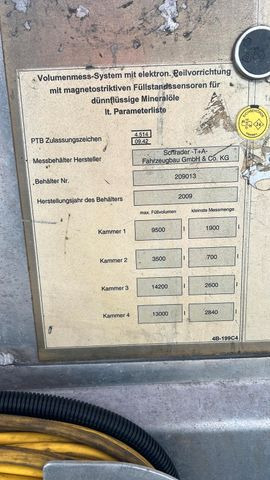 Volumenmess-System mit elektron. Peilvorrichtung
mit magnetostriktiven Füllstandssensoren für
dünnflüssige Mineralöle
lt. Parameterliste
PTB Zulassungszeichen 4.514
09.42
Messbehälter Hersteller Schrader -T+A-
Fahrzeugbau GmbH & Co. KG
Behälter Nr. 209013
Herstellungsjahr des Behälters 2009
max. Füllvolumen kleinste Messmenge
Kammer 1 9500 l 1900 l
Kammer 2 3500 l 700 l
Kammer 3 14200 l 2600 l
Kammer 4 13000 l 2840 l
4B-199C4